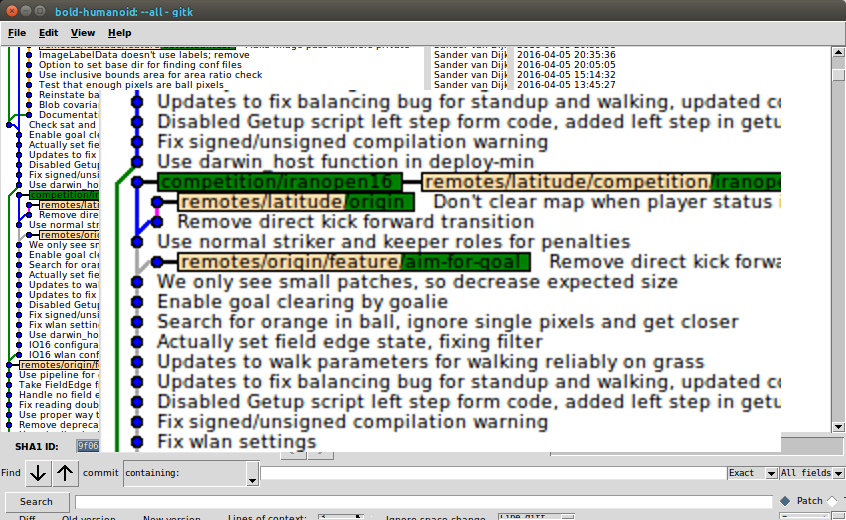 bold-humanoid: --all - gitk
File Edit View Help
ImageLabelData doesn't use labels; remove Sander van Dijk 2016-04-05 20:35:36
Option to set base dir for finding conf files Sander van Dijk 2016-04-05 20:05:05
Use inclusive bounds area for area ratio check Sander van Dijk 2016-04-05 15:14:32
Test that enough pixels are ball pixels Sander van Dijk 2016-04-05 13:45:27
Reinstate ba
Blob covarian
Documentat
Check sat and
Enable goal cle
Actually set fie
Updates to fix
Disabled Getup
Fix signed/unsi
Use darwin_ho
competition/ir
remotes/lati
Remove dire
Use normal str
remotes/orig
We only see sm
Enable goal cle
Search for oran
Actually set fie
Updates to wa
Updates to fix
Disabled Getup
Fix signed/unsi
Fix wlan settin
Use darwin_ho
IO16 configura
IO16 wlan conf
remotes/origin/f
Use pipeline for
Take FieldEdge f
Handle no field e
Fix reading doub
Use proper way t
Remove depreca
Updates to fix balancing bug for standup and walking, updated co
Disabled Getup script left step form code, added left step in getu
Fix signed/unsigned compilation warning
Use darwin_host function in deploy-min
competition/iranopen16 remotes/latitude/competition/iranope
remotes/latitude/origin Don't clear map when player status i
Remove direct kick forward transition
Use normal striker and keeper roles for penalties
remotes/origin/feature/aim-for-goal Remove direct kick forwa
We only see small patches, so decrease expected size
Enable goal clearing by goalie
Search for orange in ball, ignore single pixels and get closer
Actually set field edge state, fixing filter
Updates to walk parameters for walking reliably on grass
Updates to fix balancing bug for standup and walking, updated co
Disabled Getup script left step form code, added left step in getu
Fix signed/unsigned compilation warning
Fix wlan settings
SHA1 ID: 9f06
Find commit containing: Exact All fields
Search Patch
Diff Old version New version Lines of context: Ignore space change Line diff